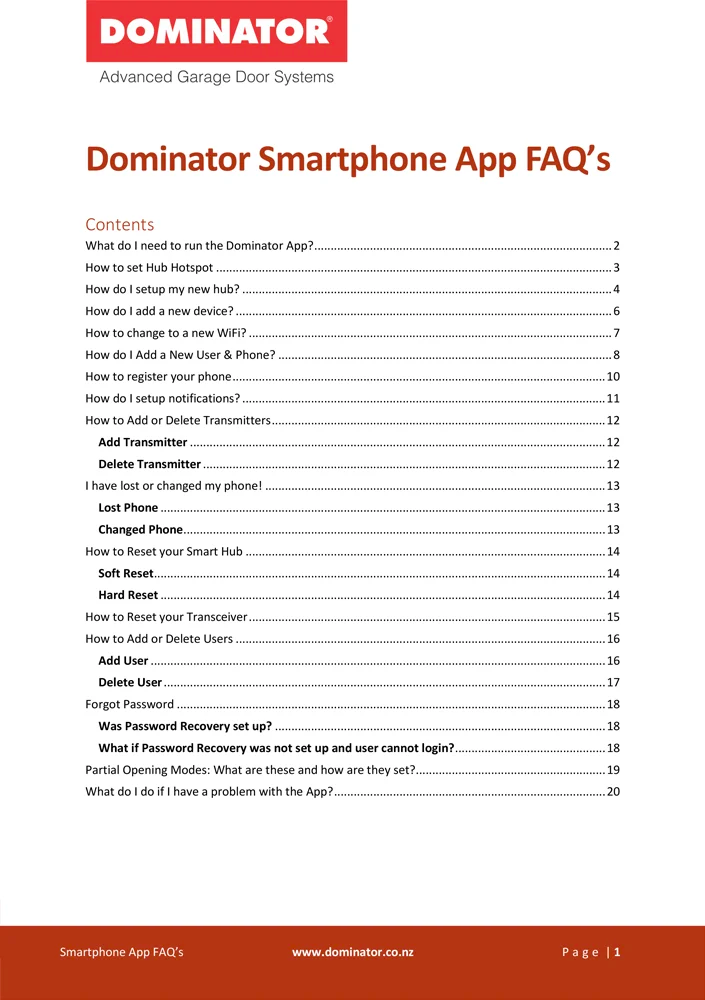 DOMINATOR®
Advanced Garage Door Systems
Dominator Smartphone App FAQ’s
Contents
What do I need to run the Dominator App?............................................................................................2
How to set Hub Hotspot ..........................................................................................................................3
How do I setup my new hub? ..................................................................................................................4
How do I add a new device? ....................................................................................................................6
How to change to a new WiFi? ................................................................................................................7
How do I Add a New User & Phone? .......................................................................................................8
How to register your phone...................................................................................................................10
How do I setup notifications? ................................................................................................................11
How to Add or Delete Transmitters.......................................................................................................12
Add Transmitter ................................................................................................................................12
Delete Transmitter ............................................................................................................................12
I have lost or changed my phone! .........................................................................................................13
Lost Phone .........................................................................................................................................13
Changed Phone..................................................................................................................................13
How to Reset your Smart Hub ...............................................................................................................14
Soft Reset...........................................................................................................................................14
Hard Reset .........................................................................................................................................14
How to Reset your Transceiver..............................................................................................................15
How to Add or Delete Users ..................................................................................................................16
Add User ............................................................................................................................................16
Delete User ........................................................................................................................................17
Forgot Password ....................................................................................................................................18
Was Password Recovery set up? ......................................................................................................18
What if Password Recovery was not set up and user cannot login?..............................................18
Partial Opening Modes: What are these and how are they set?...........................................................19
What do I do if I have a problem with the App?....................................................................................20
Smartphone App FAQ’s www.dominator.co.nz Page | 1